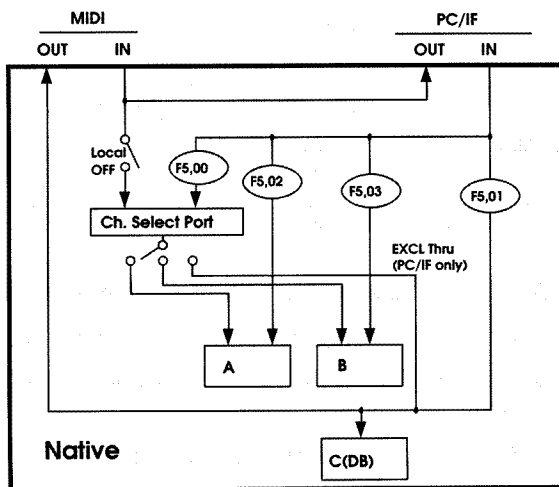 MIDI
PC/IF
OUT
IN
OUT
IN
Local
OFF
F5,00
F5,02
F5,03
F5,01
Ch. Select Port
EXCL Thru
(PC/IF only)
A
B
Native
C(DB)